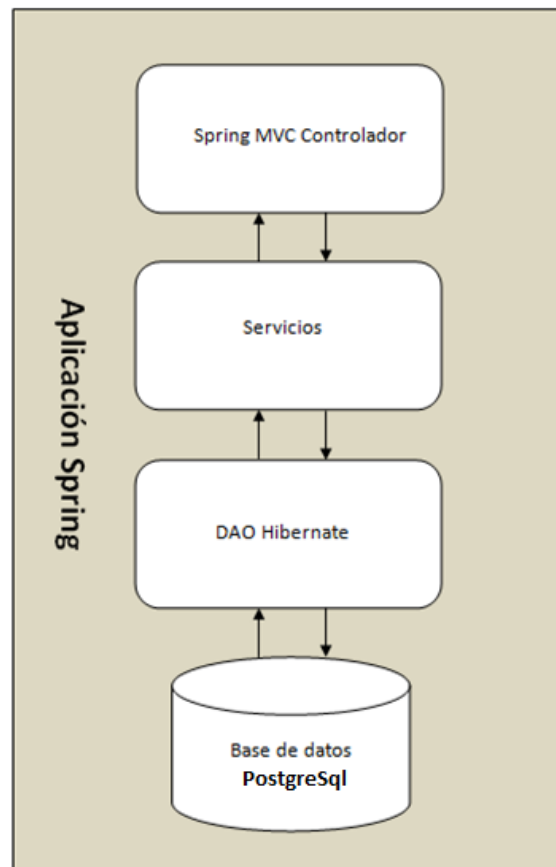 Spring MVC Controlador
Servicios
Aplicación Spring
DAO Hibernate
Base de datos
PostgreSql